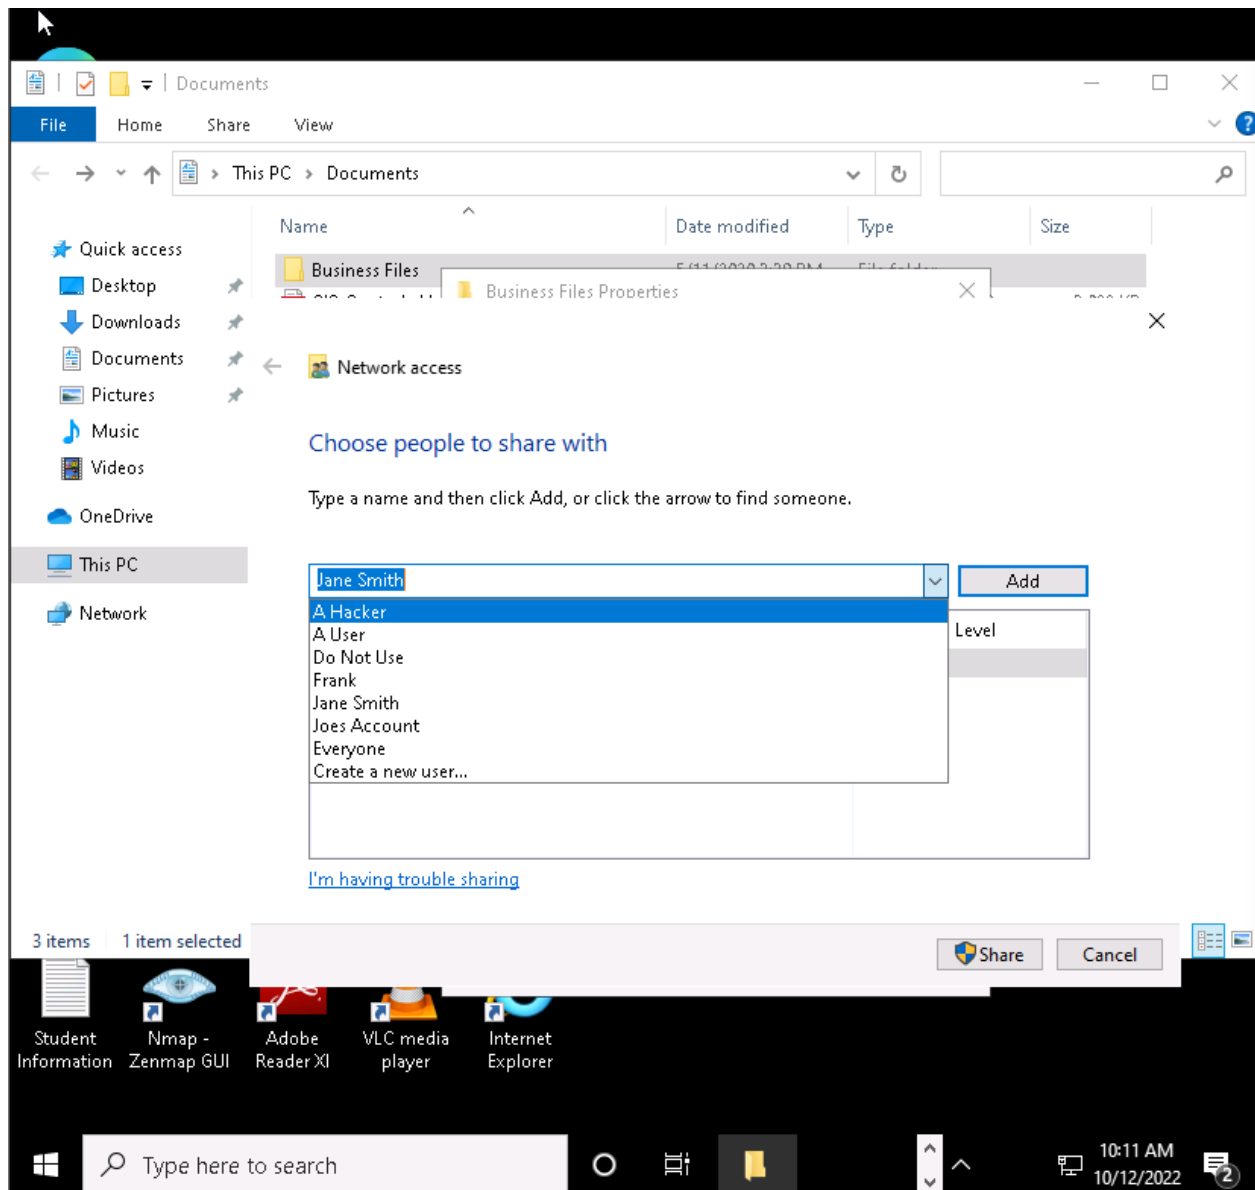 Documents
File Home Share View
?
This PC > Documents
Name Date modified Type Size
Quick access
Business Files
Desktop
Business Files Properties
Downloads
Documents
Network access
Pictures
Music
Choose people to share with
Videos
Type a name and then click Add, or click the arrow to find someone.
OneDrive
This PC
Jane Smith Add
Network
A Hacker
A User Level
Do Not Use
Frank
Jane Smith
Joes Account
Everyone
Create a new user...
I'm having trouble sharing
3 items 1 item selected
Share Cancel
Student Information
Nmap - Zenmap GUI
Adobe Reader XI
VLC media player
Internet Explorer
Type here to search
10:11 AM
10/12/2022
2